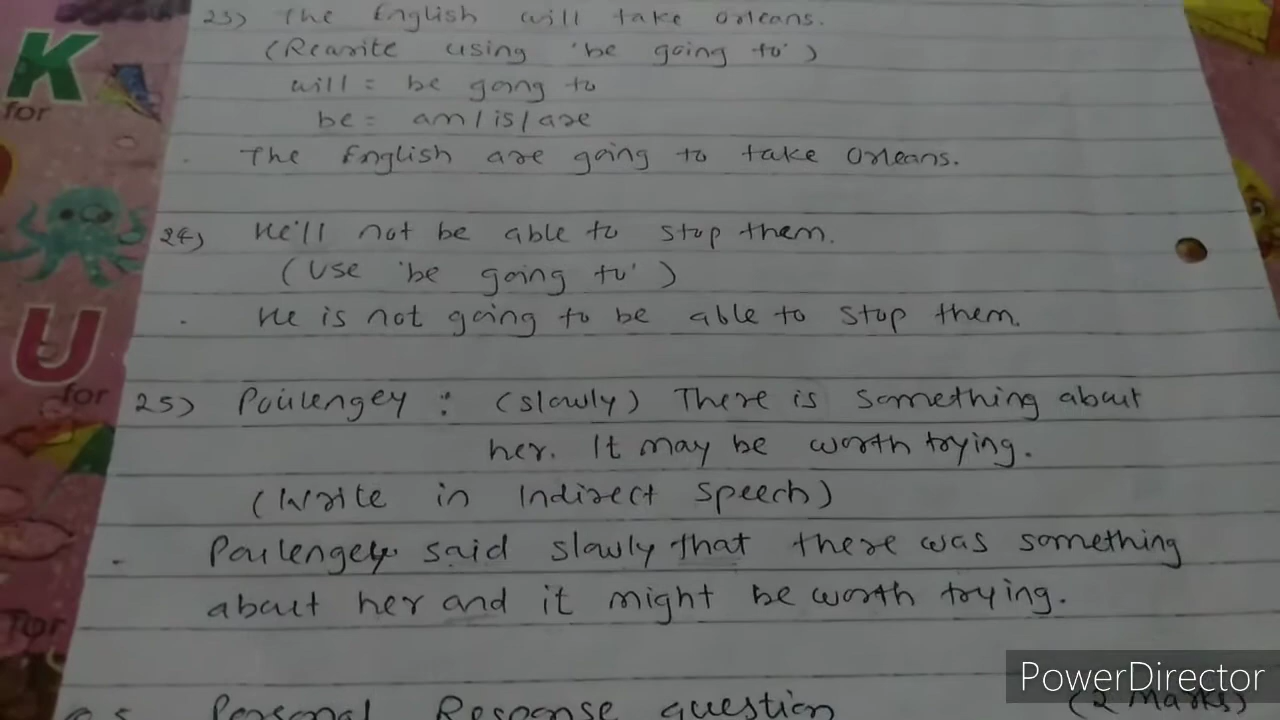 K
for
U
for
for
23) The English will take Orleans.
(Rewrite using 'be going to')
will = be going to
be = am/is/are
The English are going to take Orleans.
24) He'll not be able to stop them.
(Use 'be going to')
He is not going to be able to stop them.
25) Poulengey : (slowly) There is something about
her. It may be worth trying.
(Write in Indirect speech)
Poulengey said slowly that there was something
about her and it might be worth trying.
Personal Response question (2 Marks)
PowerDirector